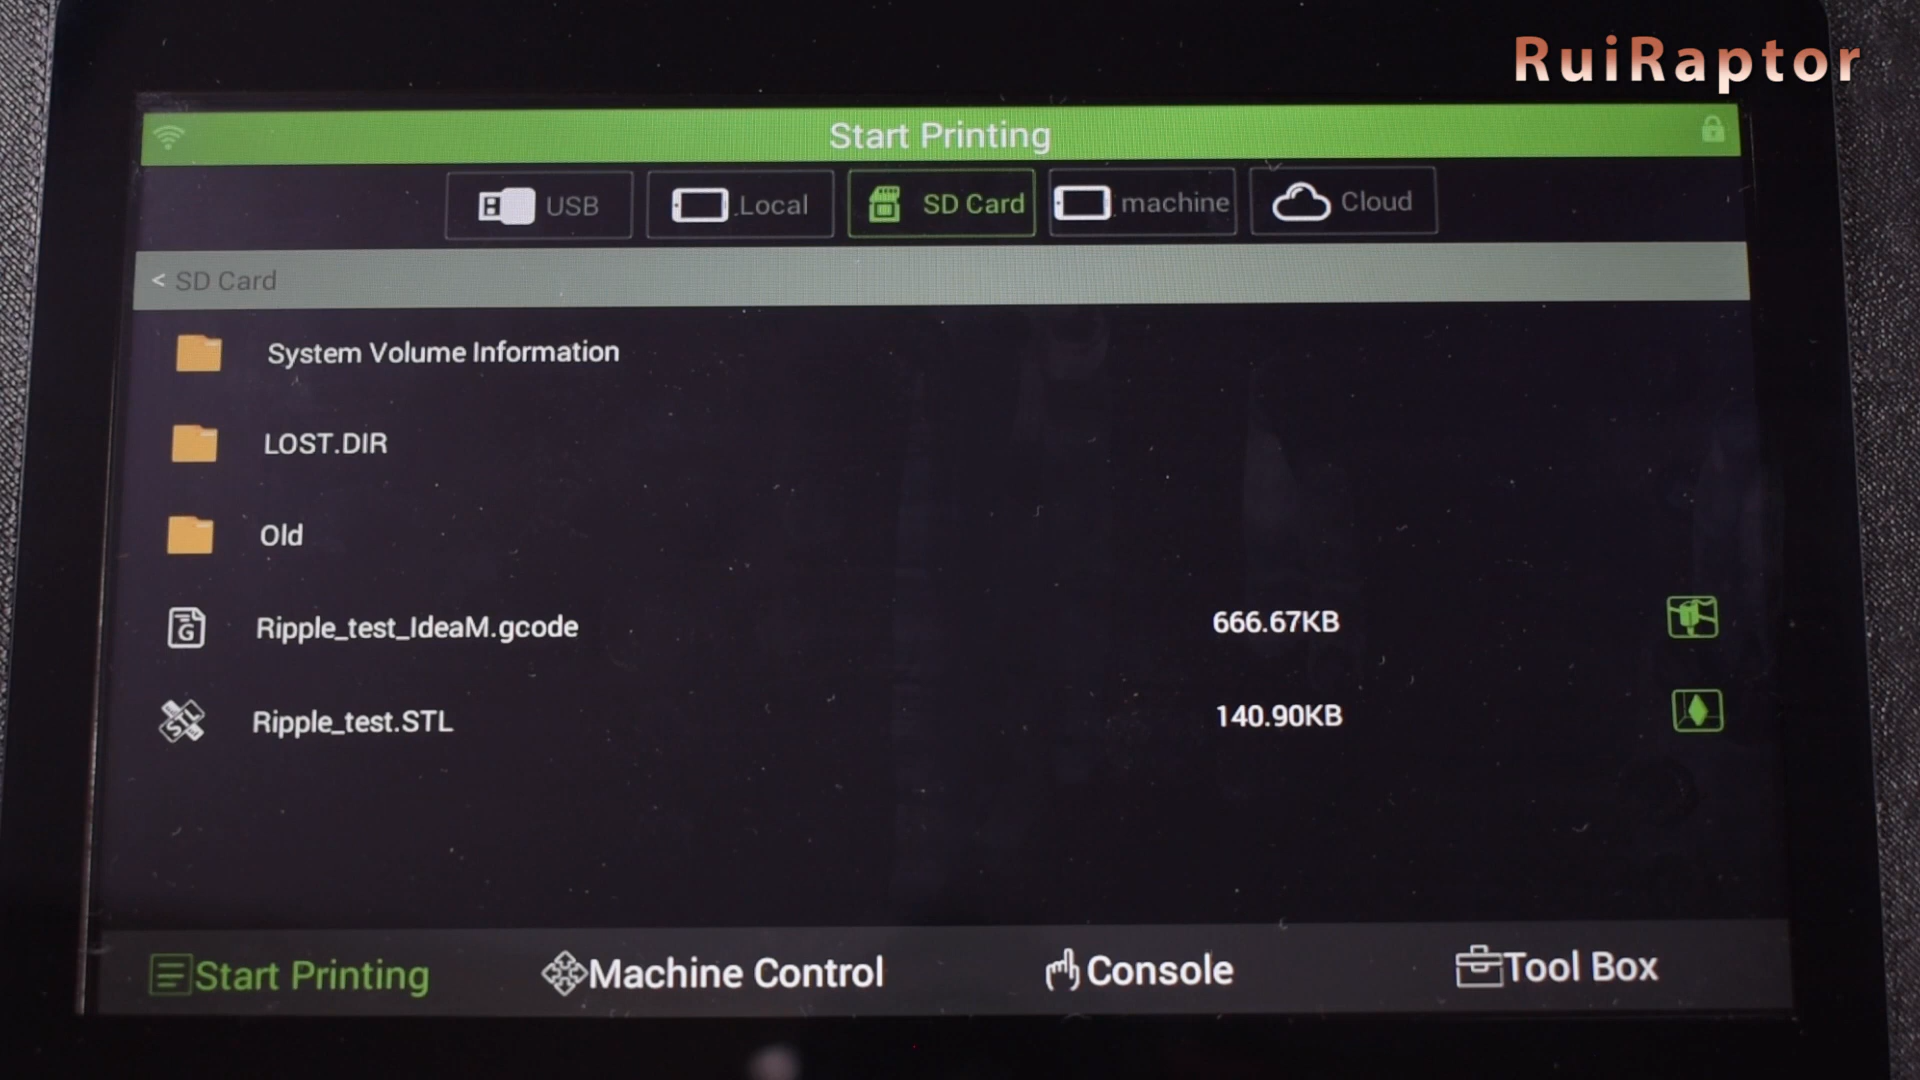 RuiRaptor
Start Printing
USB
Local
SD Card
machine
Cloud
< SD Card
System Volume Information
LOST.DIR
Old
G Ripple_test_IdeaM.gcode 666.67KB
STL Ripple_test.STL 140.90KB
Start Printing
Machine Control
Console
Tool Box